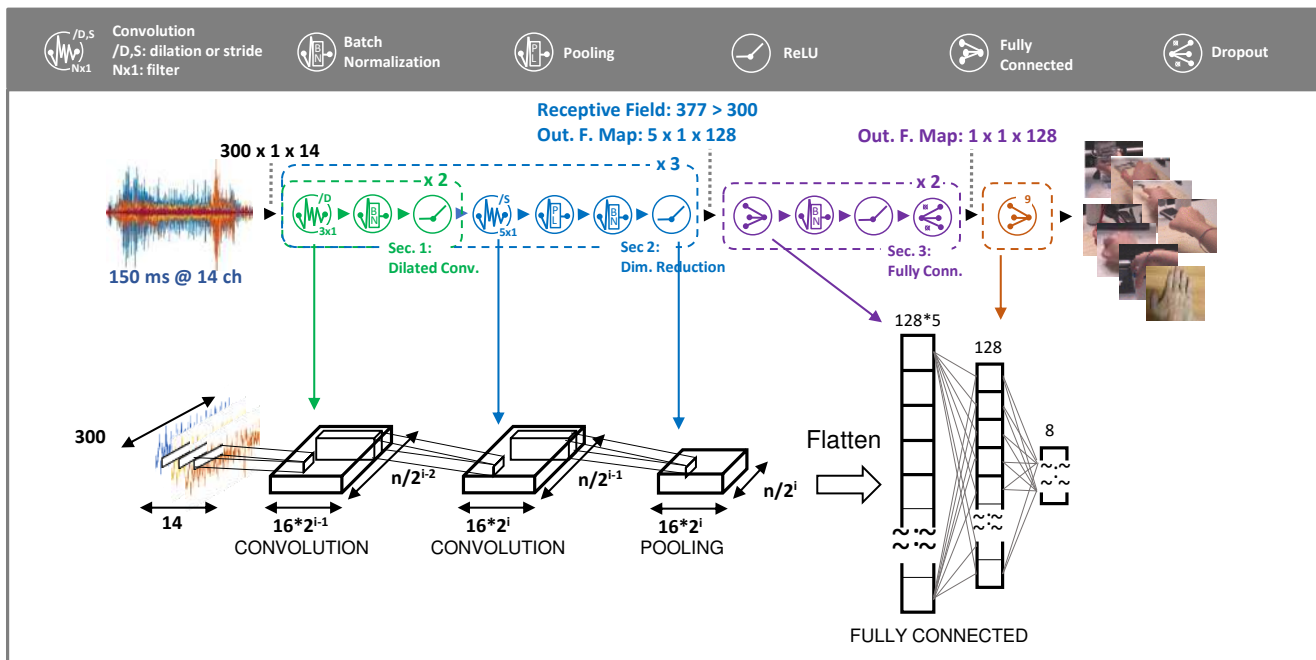 /D,S
Nx1
Convolution
/D,S: dilation or stride
Nx1: filter
BN
Batch
Normalization
PL
Pooling
ReLU
Fully
Connected
Dropout
Receptive Field: 377 > 300
Out. F. Map: 5 x 1 x 128
Out. F. Map: 1 x 1 x 128
300 x 1 x 14
x 3
x 2
x 2
/D
3x1
BN
/S
5x1
PL
BN
BN
9
Sec. 1:
Dilated Conv.
Sec 2:
Dim. Reduction
Sec. 3:
Fully Conn.
150 ms @ 14 ch
128*5
128
8
300
14
n/2^{i-2}
n/2^{i-1}
n/2^{i}
16*2^{i-1}
16*2^{i}
16*2^{i}
CONVOLUTION
CONVOLUTION
POOLING
Flatten
FULLY CONNECTED